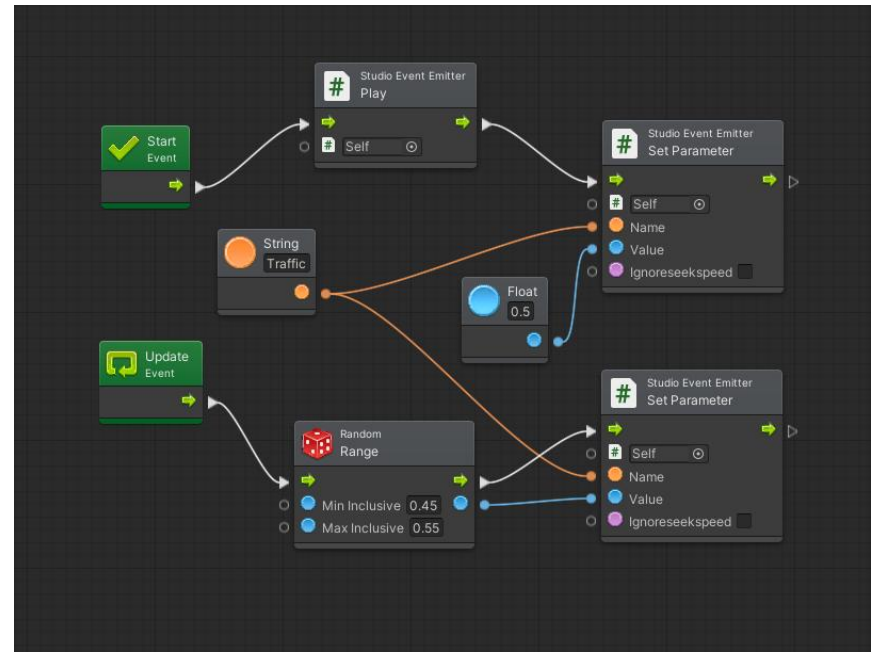 Studio Event Emitter
Play
Self
Start
Event
Studio Event Emitter
Set Parameter
Self
Name
Value
Ignoreseekspeed
String
Traffic
Float
0.5
Update
Event
Random
Range
Min Inclusive 0.45
Max Inclusive 0.55
Studio Event Emitter
Set Parameter
Self
Name
Value
Ignoreseekspeed